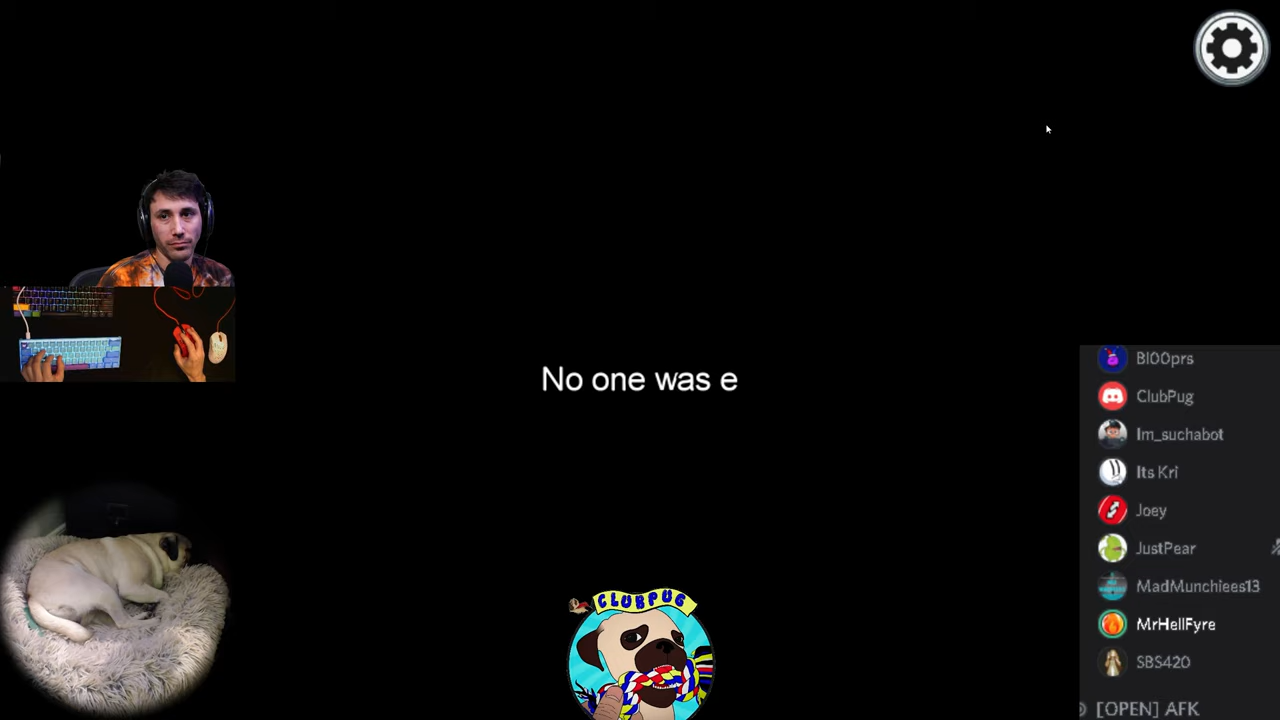 No one was e
Bl00prs
ClubPug
Im_suchabot
Its Kri
Joey
JustPear
MadMunchiees13
MrHellFyre
SBS420
[OPEN] AFK
CLUBPUG